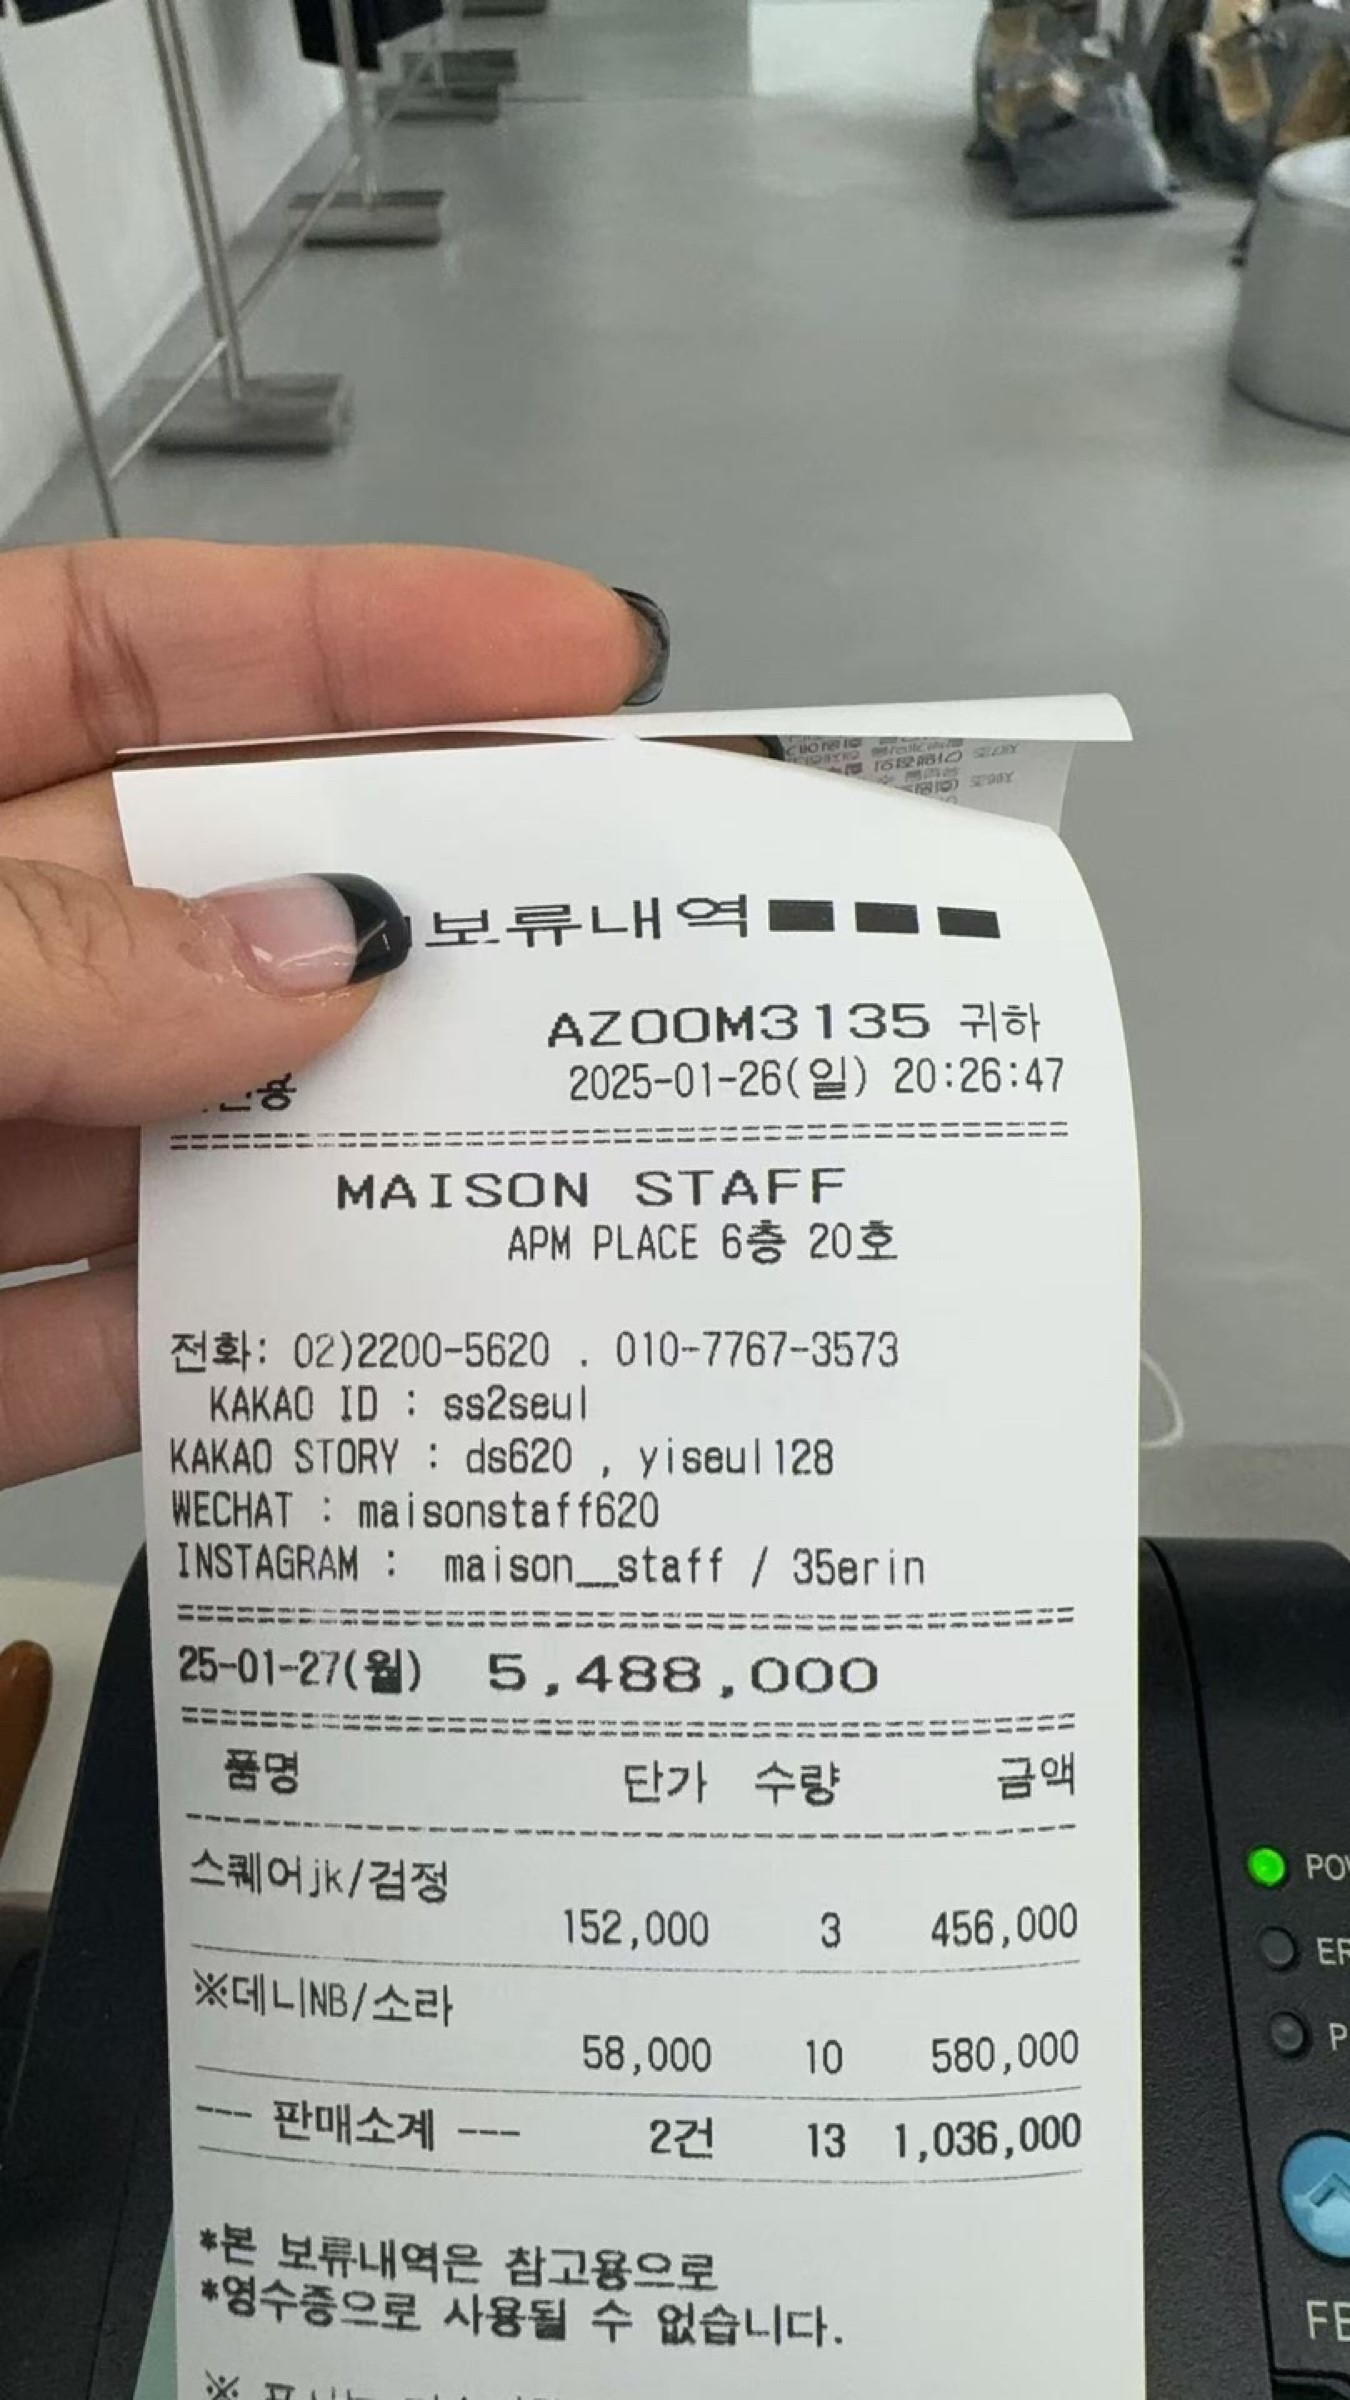 보류내역■■■
AZOOM3135 귀하
2025-01-26(일) 20:26:47
MAISON STAFF
APM PLACE 6층 20호
전화: 02)2200-5620 . 010-7767-3573
KAKAO ID : ss2seul
KAKAO STORY : ds620 , yiseul128
WECHAT : maisonstaff620
INSTAGRAM : maison__staff / 35erin
25-01-27(월) 5,488,000
품명 단가 수량 금액
스퀘어jk/검정
152,000 3 456,000
※데니NB/소라
58,000 10 580,000
--- 판매소계 --- 2건 13 1,036,000
*본 보류내역은 참고용으로
*영수증으로 사용될 수 없습니다.
※